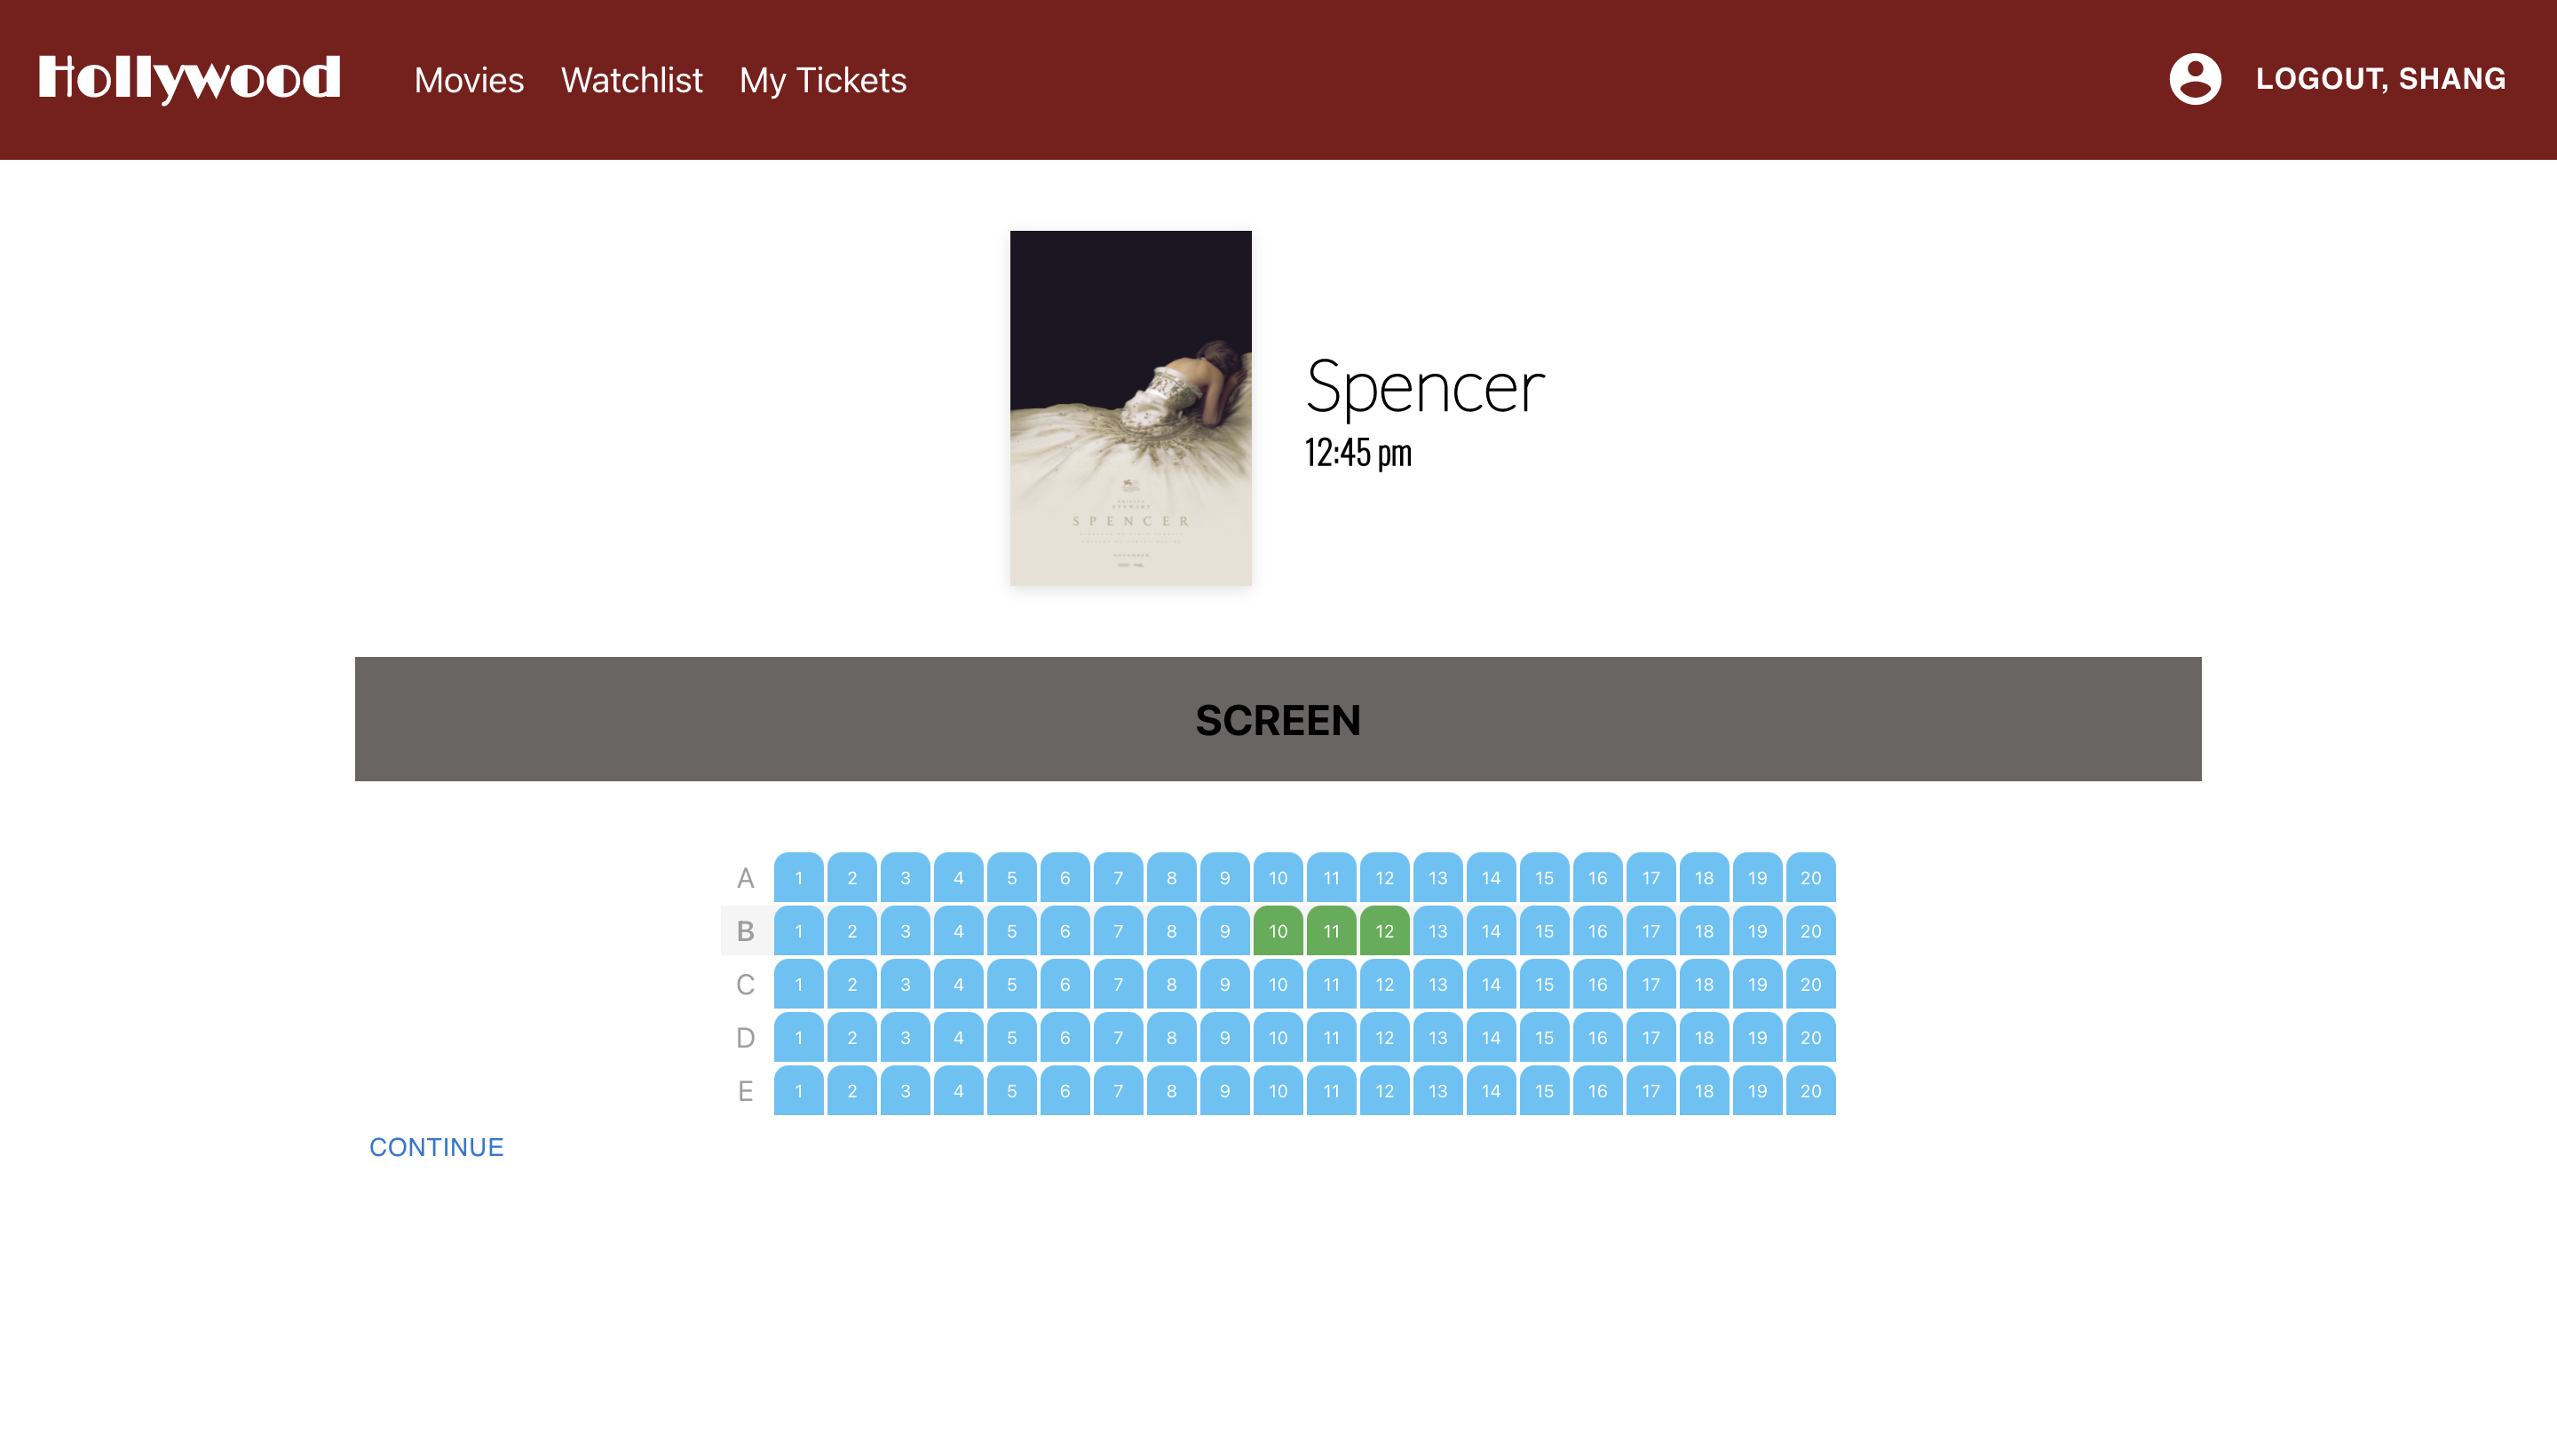 Hollywood Movies Watchlist My Tickets LOGOUT, SHANG
Spencer
12:45 pm
SPENCER
SCREEN
A 1 2 3 4 5 6 7 8 9 10 11 12 13 14 15 16 17 18 19 20
B 1 2 3 4 5 6 7 8 9 10 11 12 13 14 15 16 17 18 19 20
C 1 2 3 4 5 6 7 8 9 10 11 12 13 14 15 16 17 18 19 20
D 1 2 3 4 5 6 7 8 9 10 11 12 13 14 15 16 17 18 19 20
E 1 2 3 4 5 6 7 8 9 10 11 12 13 14 15 16 17 18 19 20
CONTINUE